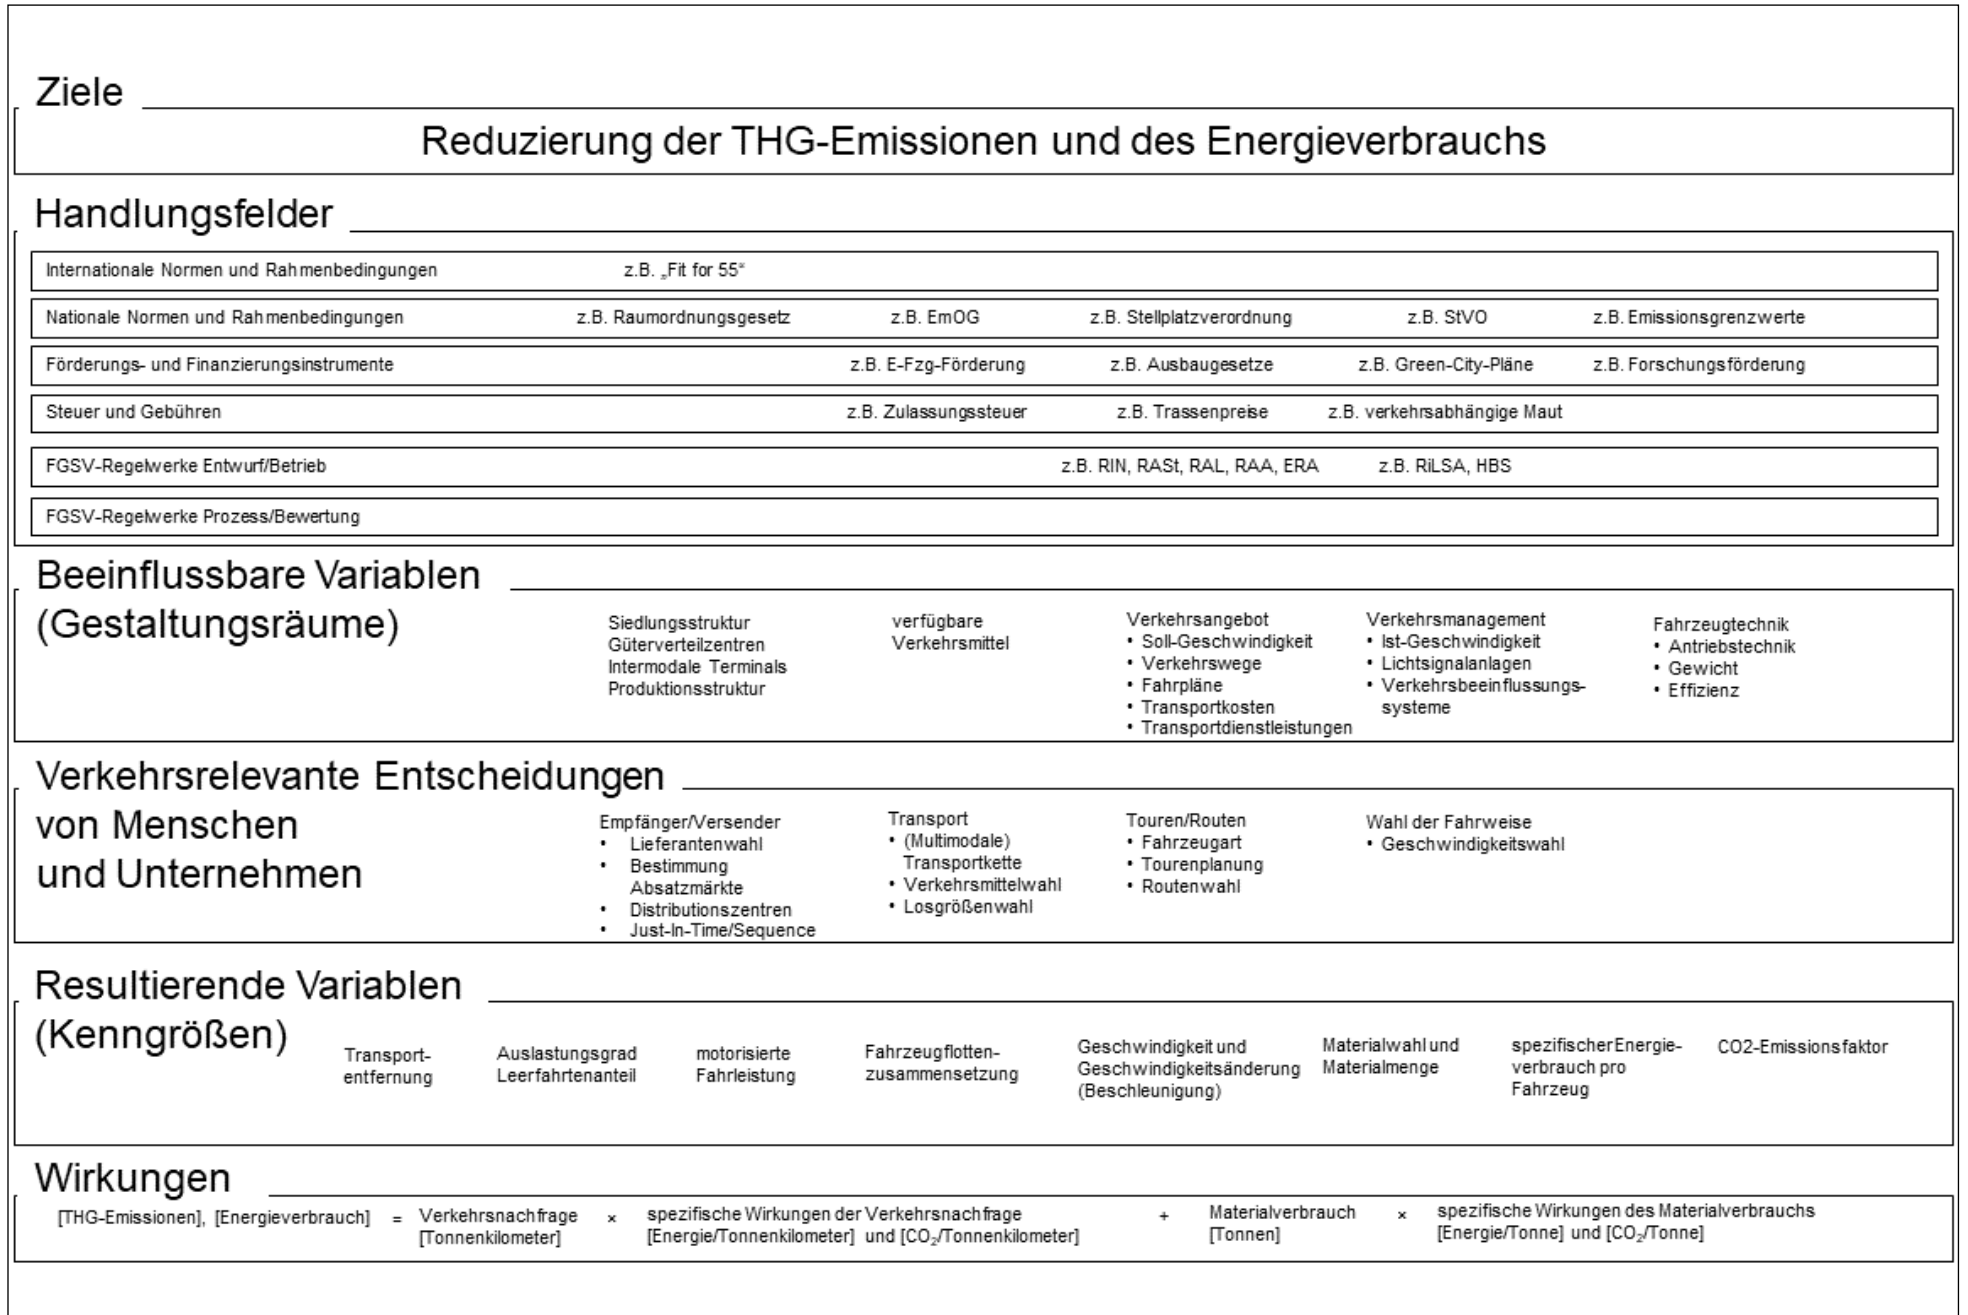 Ziele
Reduzierung der THG-Emissionen und des Energieverbrauchs
Handlungsfelder
Internationale Normen und Rahmenbedingungen z.B. „Fit for 55“
Nationale Normen und Rahmenbedingungen z.B. Raumordnungsgesetz z.B. EmOG z.B. Stellplatzverordnung z.B. StVO z.B. Emissionsgrenzwerte
Förderungs- und Finanzierungsinstrumente z.B. E-Fzg-Förderung z.B. Ausbaugesetze z.B. Green-City-Pläne z.B. Forschungsförderung
Steuer und Gebühren z.B. Zulassungssteuer z.B. Trassenpreise z.B. verkehrsabhängige Maut
FGSV-Regelwerke Entwurf/Betrieb z.B. RIN, RASt, RAL, RAA, ERA z.B. RiLSA, HBS
FGSV-Regelwerke Prozess/Bewertung
Beeinflussbare Variablen
(Gestaltungsräume)
Siedlungsstruktur
Güterverteilzentren
Intermodale Terminals
Produktionsstruktur
verfügbare
Verkehrsmittel
Verkehrsangebot
• Soll-Geschwindigkeit
• Verkehrswege
• Fahrpläne
• Transportkosten
• Transportdienstleistungen
Verkehrsmanagement
• Ist-Geschwindigkeit
• Lichtsignalanlagen
• Verkehrsbeeinflussungs-
systeme
Fahrzeugtechnik
• Antriebstechnik
• Gewicht
• Effizienz
Verkehrsrelevante Entscheidungen
von Menschen
und Unternehmen
Empfänger/Versender
• Lieferantenwahl
• Bestimmung
Absatzmärkte
• Distributionszentren
• Just-In-Time/Sequence
Transport
• (Multimodale)
Transportkette
• Verkehrsmittelwahl
• Losgrößenwahl
Touren/Routen
• Fahrzeugart
• Tourenplanung
• Routenwahl
Wahl der Fahrweise
• Geschwindigkeitswahl
Resultierende Variablen
(Kenngrößen)
Transport-
entfernung
Auslastungsgrad
Leerfahrtenanteil
motorisierte
Fahrleistung
Fahrzeugflotten-
zusammensetzung
Geschwindigkeit und
Geschwindigkeitsänderung
(Beschleunigung)
Materialwahl und
Materialmenge
spezifischer Energie-
verbrauch pro
Fahrzeug
CO2-Emissionsfaktor
Wirkungen
[THG-Emissionen], [Energieverbrauch] =
Verkehrsnachfrage
[Tonnenkilometer]
×
spezifische Wirkungen der Verkehrsnachfrage
[Energie/Tonnenkilometer] und [CO₂/Tonnenkilometer]
+
Materialverbrauch
[Tonnen]
×
spezifische Wirkungen des Materialverbrauchs
[Energie/Tonne] und [CO₂/Tonne]